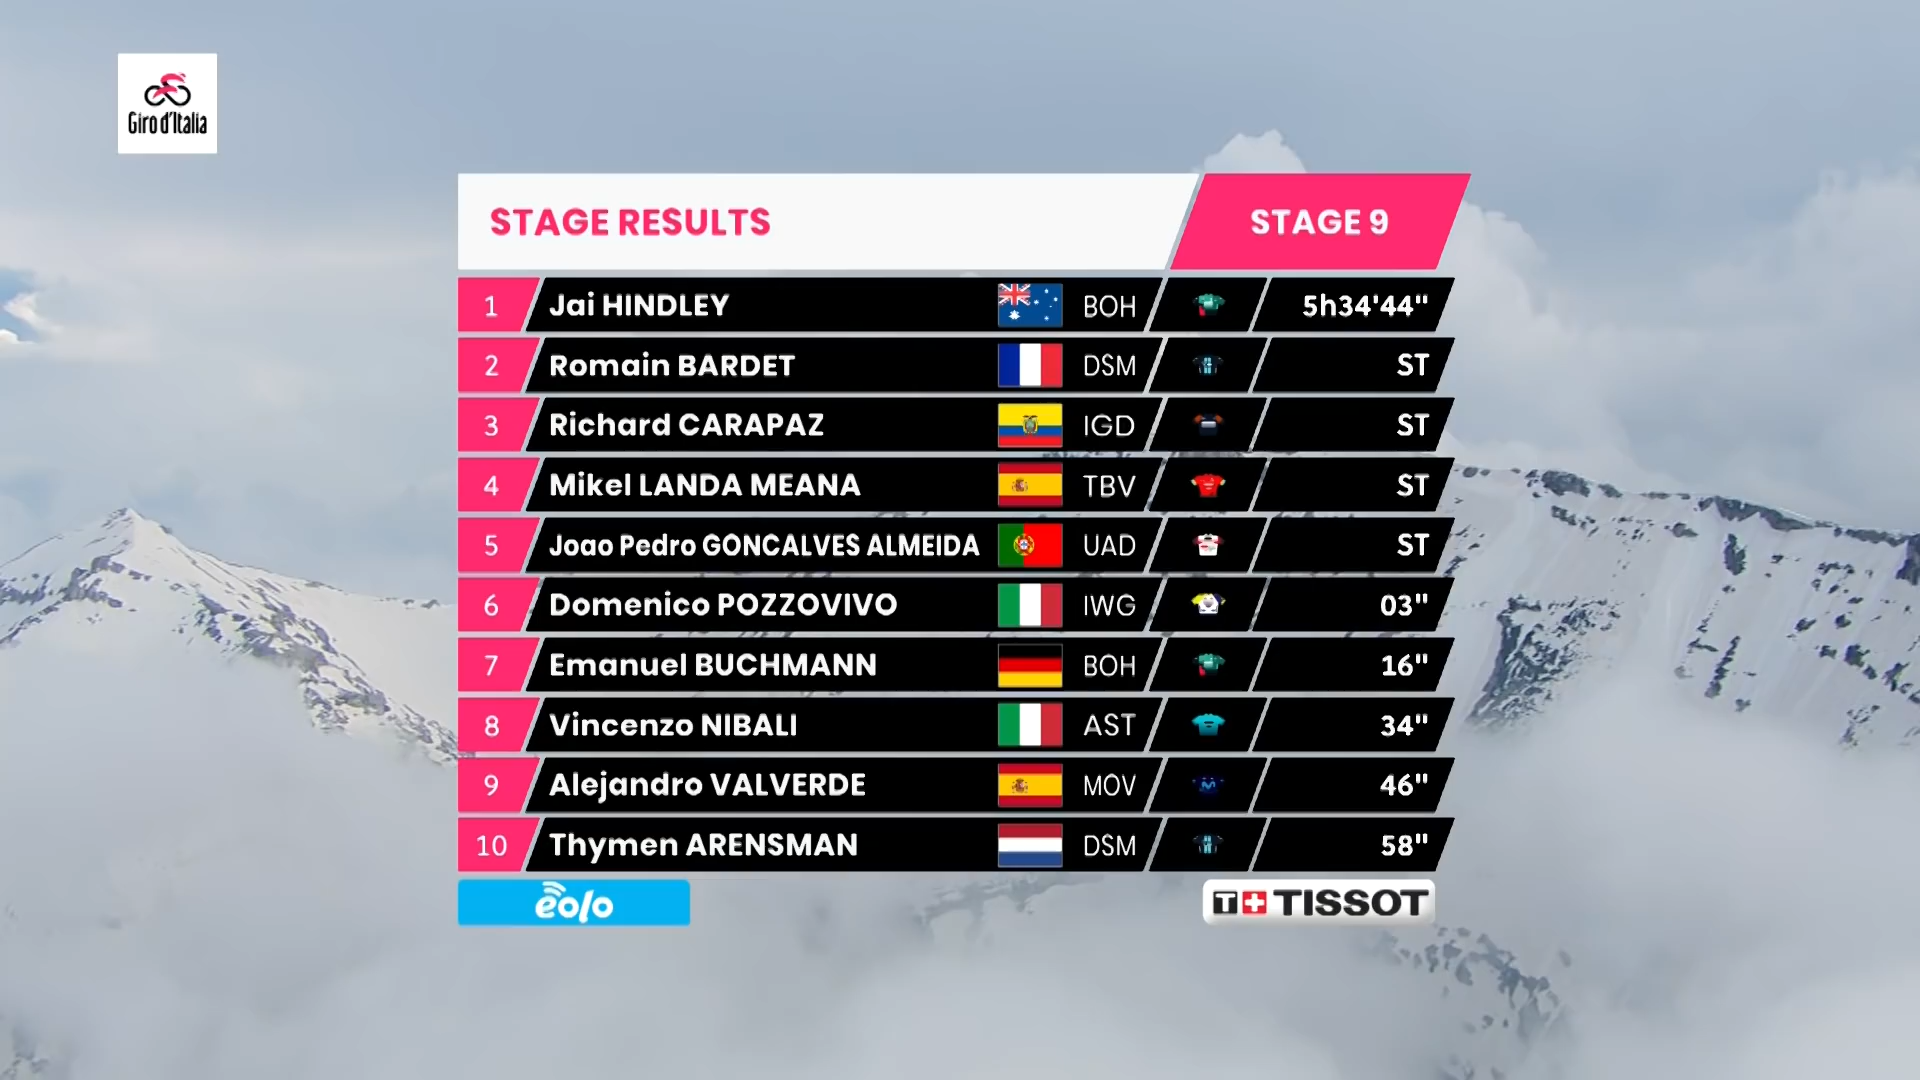 Giro d'Italia
STAGE RESULTS STAGE 9
1 Jai HINDLEY BOH 5h34'44"
2 Romain BARDET DSM ST
3 Richard CARAPAZ IGD ST
4 Mikel LANDA MEANA TBV ST
5 Joao Pedro GONCALVES ALMEIDA UAD ST
6 Domenico POZZOVIVO IWG 03"
7 Emanuel BUCHMANN BOH 16"
8 Vincenzo NIBALI AST 34"
9 Alejandro VALVERDE MOV 46"
10 Thymen ARENSMAN DSM 58"
eolo T+ TISSOT